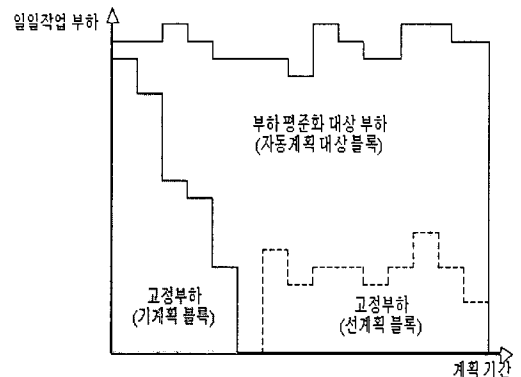 일일작업 부하
부하 평준화 대상 부하
(자동계획 대상 블록)
고정부하
(기계획 블록)
고정부하
(선계획 블록)
계획 기간